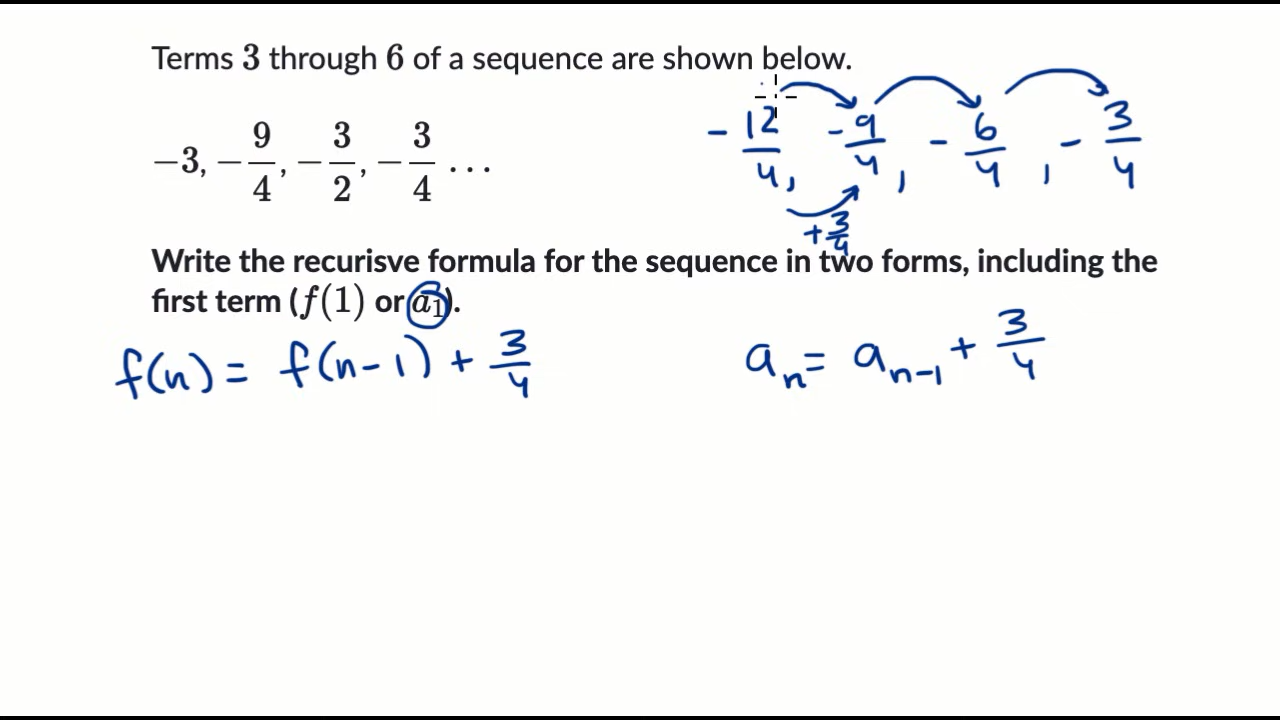 Terms 3 through 6 of a sequence are shown below.
−3, −9/4, −3/2, −3/4 ...
− 12/4, − 9/4, − 6/4, − 3/4
+ 3/4
Write the recurisve formula for the sequence in two forms, including the
first term (f(1) or a₁).
f(n) = f(n−1) + 3/4
aₙ = aₙ₋₁ + 3/4